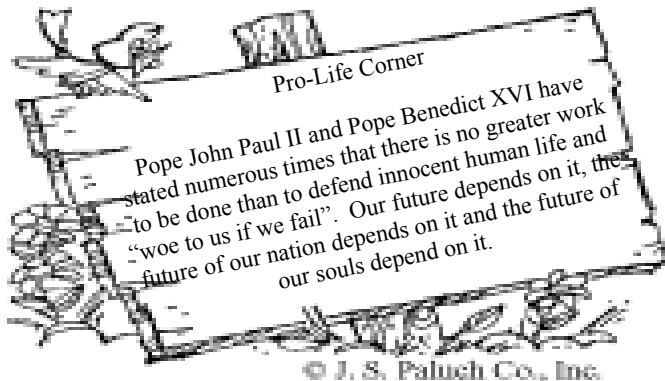 Pro-Life Corner
Pope John Paul II and Pope Benedict XVI have
stated numerous times that there is no greater work
to be done than to defend innocent human life and
“woe to us if we fail”. Our future depends on it, the
future of our nation depends on it and the future of
our souls depend on it.
© J. S. Paluch Co., Inc.